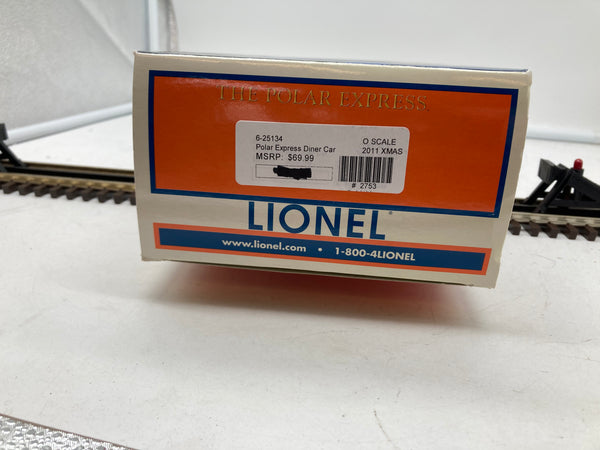 THE POLAR EXPRESS
6-25134 O SCALE
Polar Express Diner Car 2011 XMAS
MSRP: $69.99
# 2753
LIONEL®
www.lionel.com • 1-800-4LIONEL